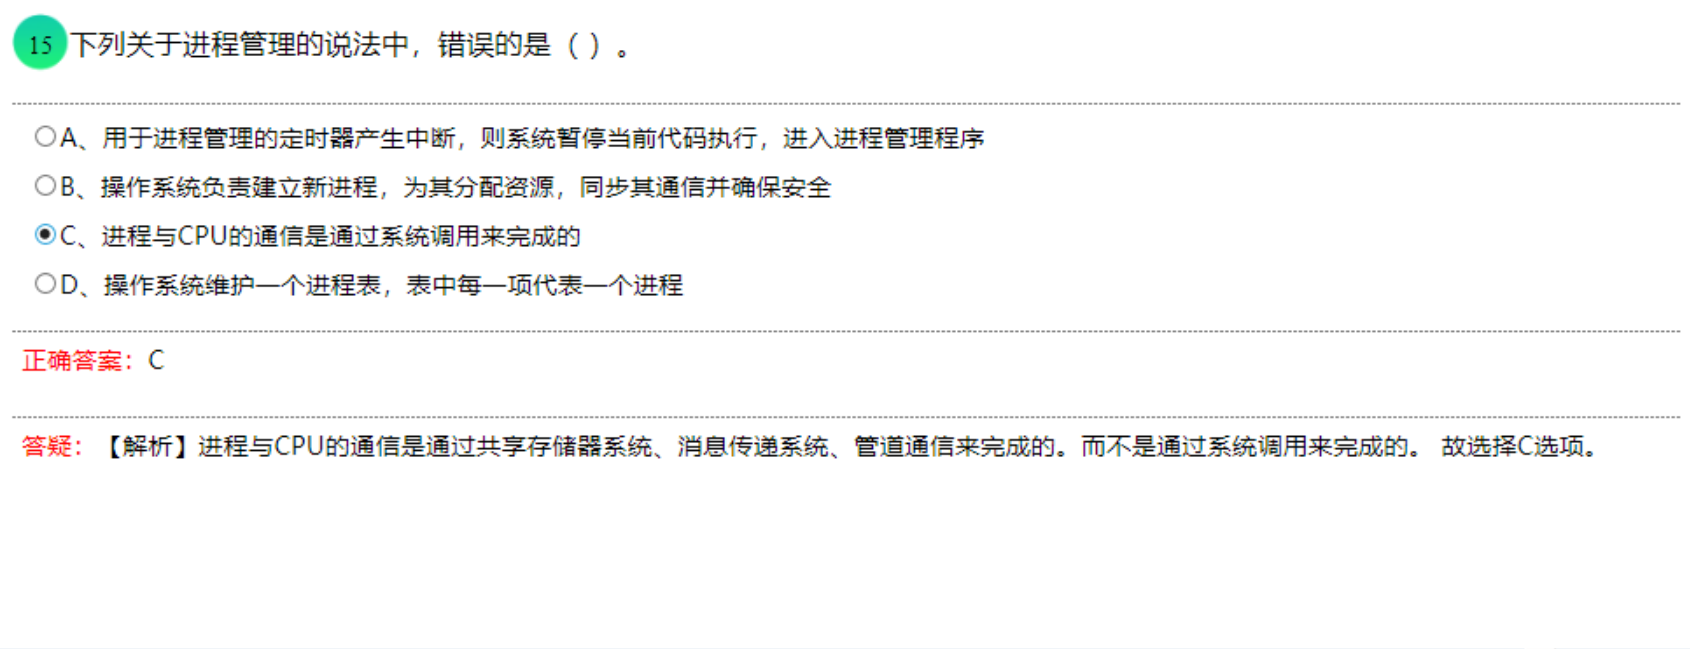 15 下列关于进程管理的说法中，错误的是（ ）。
A、用于进程管理的定时器产生中断，则系统暂停当前代码执行，进入进程管理程序
B、操作系统负责建立新进程，为其分配资源，同步其通信并确保安全
C、进程与CPU的通信是通过系统调用来完成的
D、操作系统维护一个进程表，表中每一项代表一个进程
正确答案：C
答疑：【解析】进程与CPU的通信是通过共享存储器系统、消息传递系统、管道通信来完成的。而不是通过系统调用来完成的。 故选择C选项。